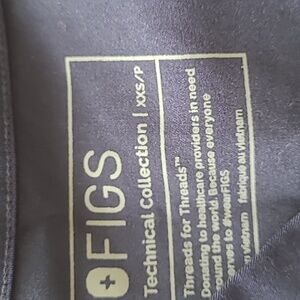 FIGS
Technical Collection | XXS/P
Threads for Threads™
Donating to healthcare providers in need
around the world. Because everyone
deserves to #wearFIGS
vietnam fabriqué au vietnam